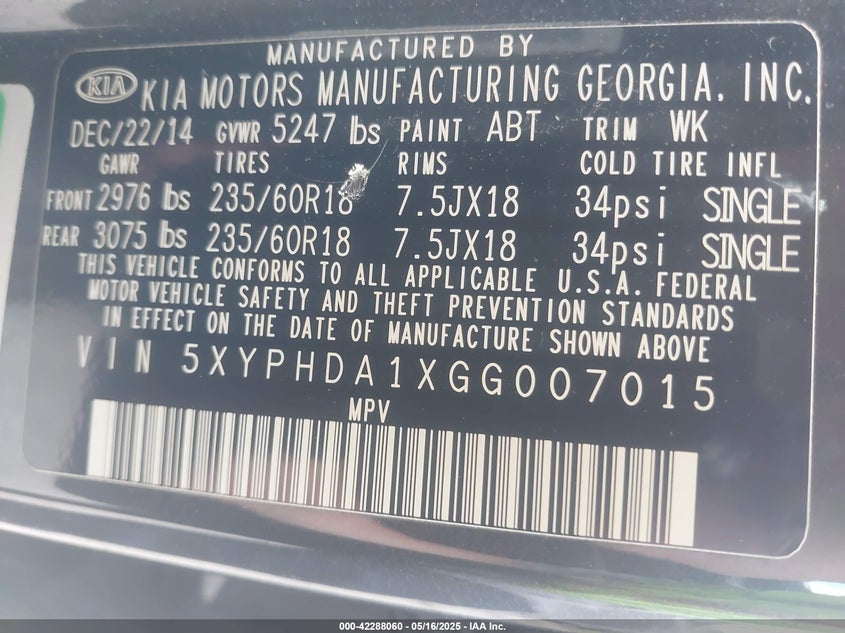 MANUFACTURED BY
KIA KIA MOTORS MANUFACTURING GEORGIA, INC.
DEC/22/14 GVWR 5247 lbs PAINT ABT TRIM WK
GAWR TIRES RIMS COLD TIRE INFL
FRONT 2976 lbs 235/60R18 7.5JX18 34psi SINGLE
REAR 3075 lbs 235/60R18 7.5JX18 34psi SINGLE
THIS VEHICLE CONFORMS TO ALL APPLICABLE U.S.A. FEDERAL
MOTOR VEHICLE SAFETY AND THEFT PREVENTION STANDARDS
IN EFFECT ON THE DATE OF MANUFACTURE SHOWN ABOVE
VIN 5XYPHDA1XGG007015
MPV
000-42288060 - 05/16/2025 - IAA Inc.